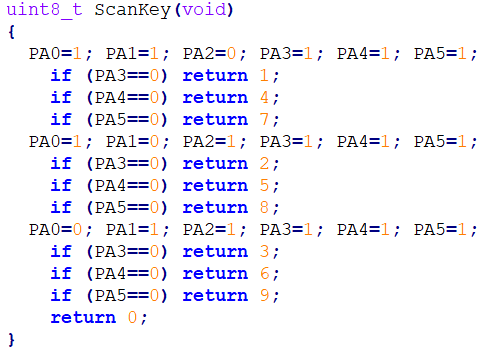 uint8_t ScanKey(void)
{
PA0=1; PA1=1; PA2=0; PA3=1; PA4=1; PA5=1;
if (PA3==0) return 1;
if (PA4==0) return 4;
if (PA5==0) return 7;
PA0=1; PA1=0; PA2=1; PA3=1; PA4=1; PA5=1;
if (PA3==0) return 2;
if (PA4==0) return 5;
if (PA5==0) return 8;
PA0=0; PA1=1; PA2=1; PA3=1; PA4=1; PA5=1;
if (PA3==0) return 3;
if (PA4==0) return 6;
if (PA5==0) return 9;
return 0;
}